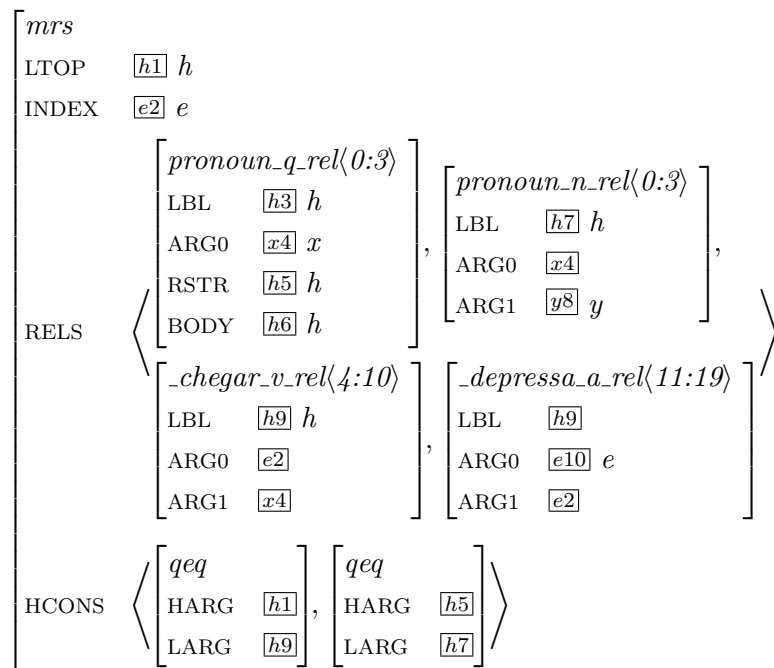 mrs
LTOP h1 h
INDEX e2 e
RELS ⟨ [pronoun_q_rel⟨0:3⟩
LBL h3 h
ARG0 x4 x
RSTR h5 h
BODY h6 h],
[pronoun_n_rel⟨0:3⟩
LBL h7 h
ARG0 x4
ARG1 y8 y],
[_chegar_v_rel⟨4:10⟩
LBL h9 h
ARG0 e2
ARG1 x4],
[_depressa_a_rel⟨11:19⟩
LBL h9
ARG0 e10 e
ARG1 e2] ⟩
HCONS ⟨ [qeq
HARG h1
LARG h9],
[qeq
HARG h5
LARG h7] ⟩